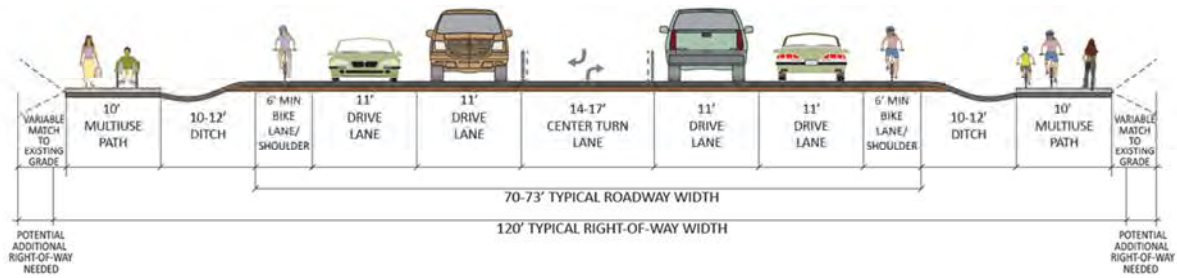 VARIABLE
MATCH
TO
EXISTING
GRADE
10'
MULTIUSE
PATH
10-12'
DITCH
6' MIN
BIKE
LANE/
SHOULDER
11'
DRIVE
LANE
11'
DRIVE
LANE
14-17'
CENTER TURN
LANE
11'
DRIVE
LANE
11'
DRIVE
LANE
6' MIN
BIKE
LANE/
SHOULDER
10-12'
DITCH
10'
MULTIUSE
PATH
VARIABLE
MATCH
TO
EXISTING
GRADE
70-73' TYPICAL ROADWAY WIDTH
120' TYPICAL RIGHT-OF-WAY WIDTH
POTENTIAL
ADDITIONAL
RIGHT-OF-WAY
NEEDED
POTENTIAL
ADDITIONAL
RIGHT-OF-WAY
NEEDED